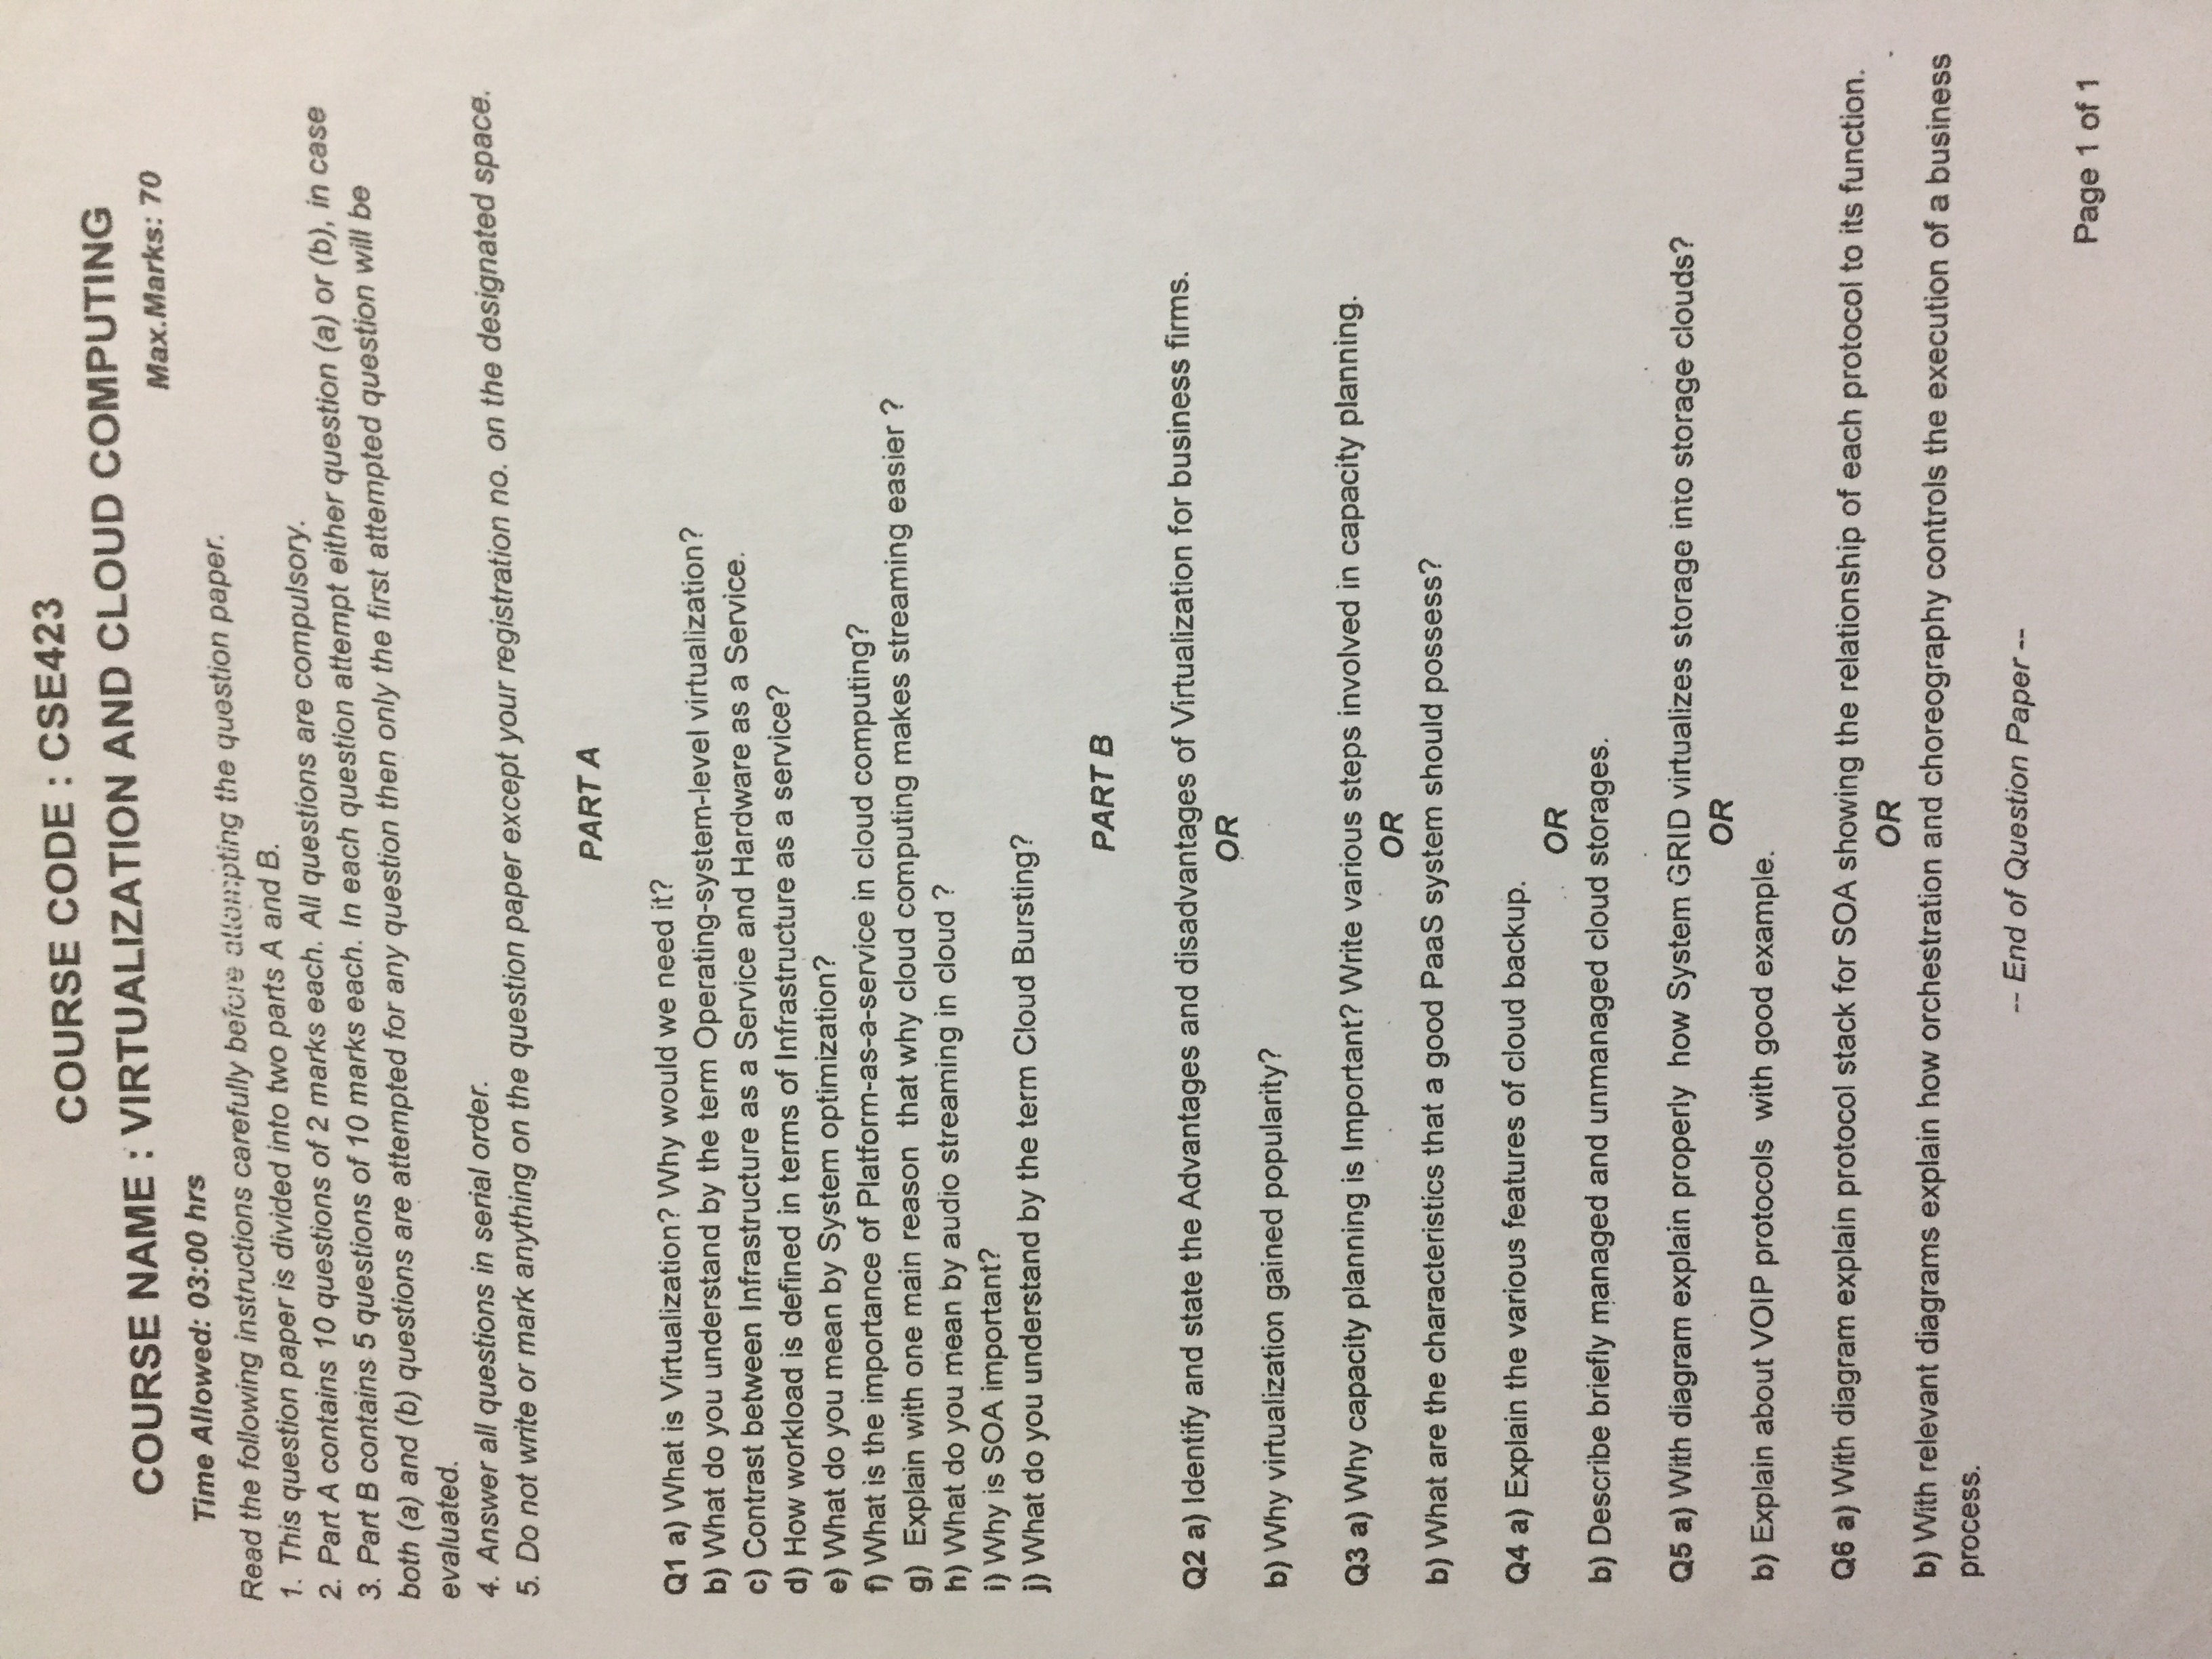 COURSE CODE : CSE423
COURSE NAME : VIRTUALIZATION AND CLOUD COMPUTING
Max.Marks: 70
Time Allowed: 03:00 hrs
Read the following instructions carefully before attempting the question paper.
1. This question paper is divided into two parts A and B.
2. Part A contains 10 questions of 2 marks each. All questions are compulsory.
3. Part B contains 5 questions of 10 marks each. In each question attempt either question (a) or (b), in case
both (a) and (b) questions are attempted for any question then only the first attempted question will be
evaluated.
4. Answer all questions in serial order.
5. Do not write or mark anything on the question paper except your registration no. on the designated space.
PART A
Q1 a) What is Virtualization? Why would we need it?
b) What do you understand by the term Operating-system-level virtualization?
c) Contrast between Infrastructure as a Service and Hardware as a Service.
d) How workload is defined in terms of Infrastructure as a service?
e) What do you mean by System optimization?
f) What is the importance of Platform-as-a-service in cloud computing?
g) Explain with one main reason that why cloud computing makes streaming easier ?
h) What do you mean by audio streaming in cloud ?
i) Why is SOA important?
j) What do you understand by the term Cloud Bursting?
PART B
Q2 a) Identify and state the Advantages and disadvantages of Virtualization for business firms.
OR
b) Why virtualization gained popularity?
Q3 a) Why capacity planning is Important? Write various steps involved in capacity planning.
OR
b) What are the characteristics that a good PaaS system should possess?
Q4 a) Explain the various features of cloud backup.
OR
b) Describe briefly managed and unmanaged cloud storages.
Q5 a) With diagram explain properly how System GRID virtualizes storage into storage clouds?
OR
b) Explain about VOIP protocols with good example.
Q6 a) With diagram explain protocol stack for SOA showing the relationship of each protocol to its function.
OR
b) With relevant diagrams explain how orchestration and choreography controls the execution of a business
process.
-- End of Question Paper --
Page 1 of 1